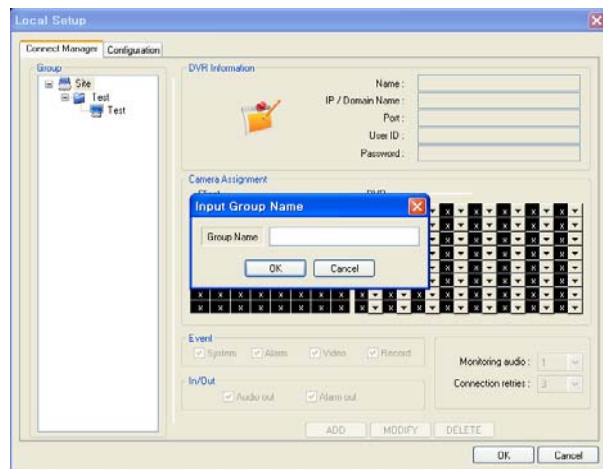 Local Setup
Connect Manager
Configuration
Group
Site
Test
Test
DVR Information
Name :
IP / Domain Name :
Port :
User ID :
Password :
Camera Assignment
Input Group Name
Group Name
OK
Cancel
Event
System
Alarm
Video
Record
In/Out
Audio out
Alarm out
Monitoring audio : 1
Connection retries : 3
ADD
MODIFY
DELETE
OK
Cancel